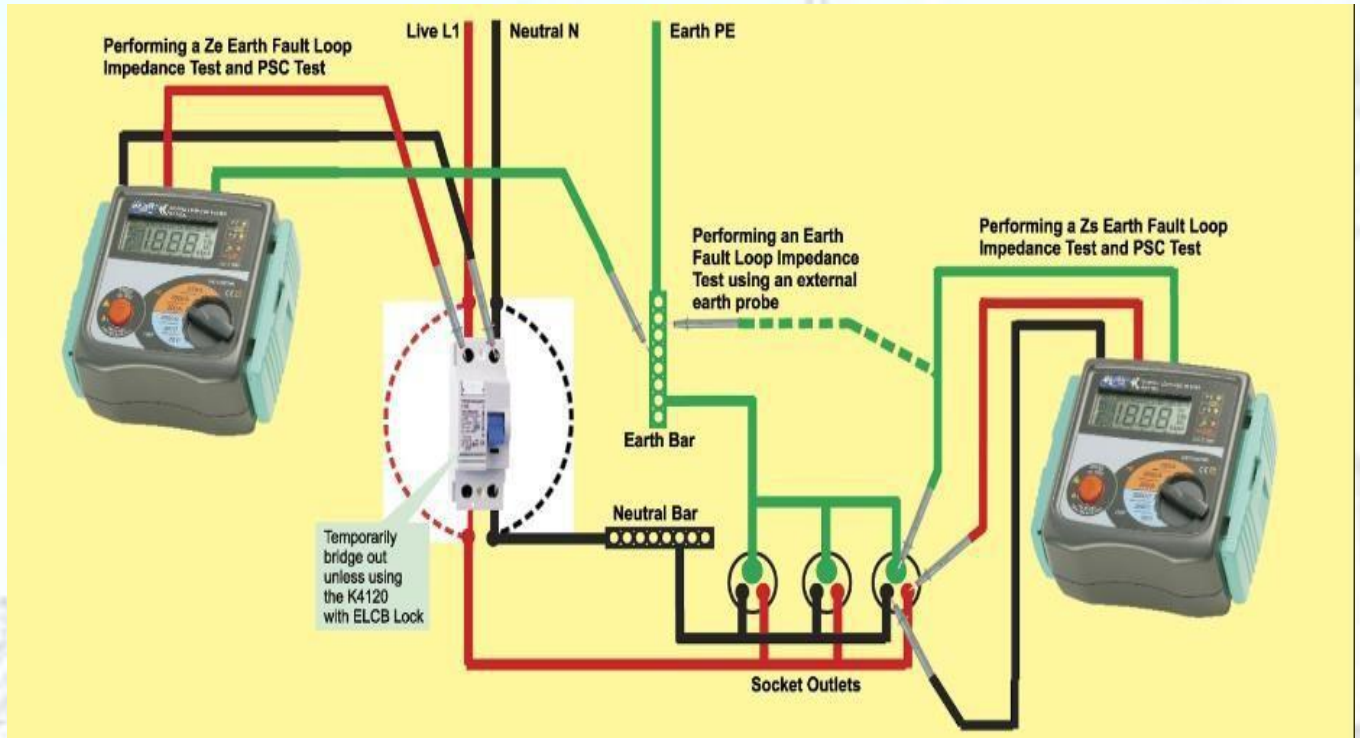 Performing a Ze Earth Fault Loop
Impedance Test and PSC Test
Live L1
Neutral N
Earth PE
Performing an Earth
Fault Loop Impedance
Test using an external
earth probe
Performing a Zs Earth Fault Loop
Impedance Test and PSC Test
1888
1888
Earth Bar
Temporarily
bridge out
unless using
the K4120
with ELCB Lock
Neutral Bar
Socket Outlets